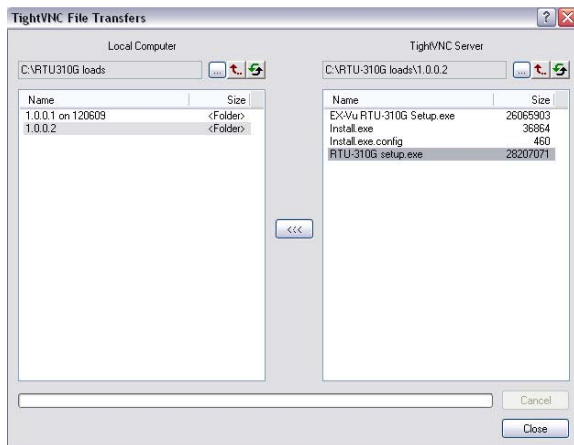 TightVNC File Transfers
Local Computer
TightVNC Server
C:\RTU310G loads
...
C:\RTU-310G loads\1.0.0.2
...
Name Size
1.0.0.1 on 120609 <Folder>
1.0.0.2 <Folder>
Name Size
EX-Vu RTU-310G Setup.exe 26065903
Install.exe 36864
Install.exe.config 460
RTU-310G setup.exe 28207071
<<<
Cancel
Close